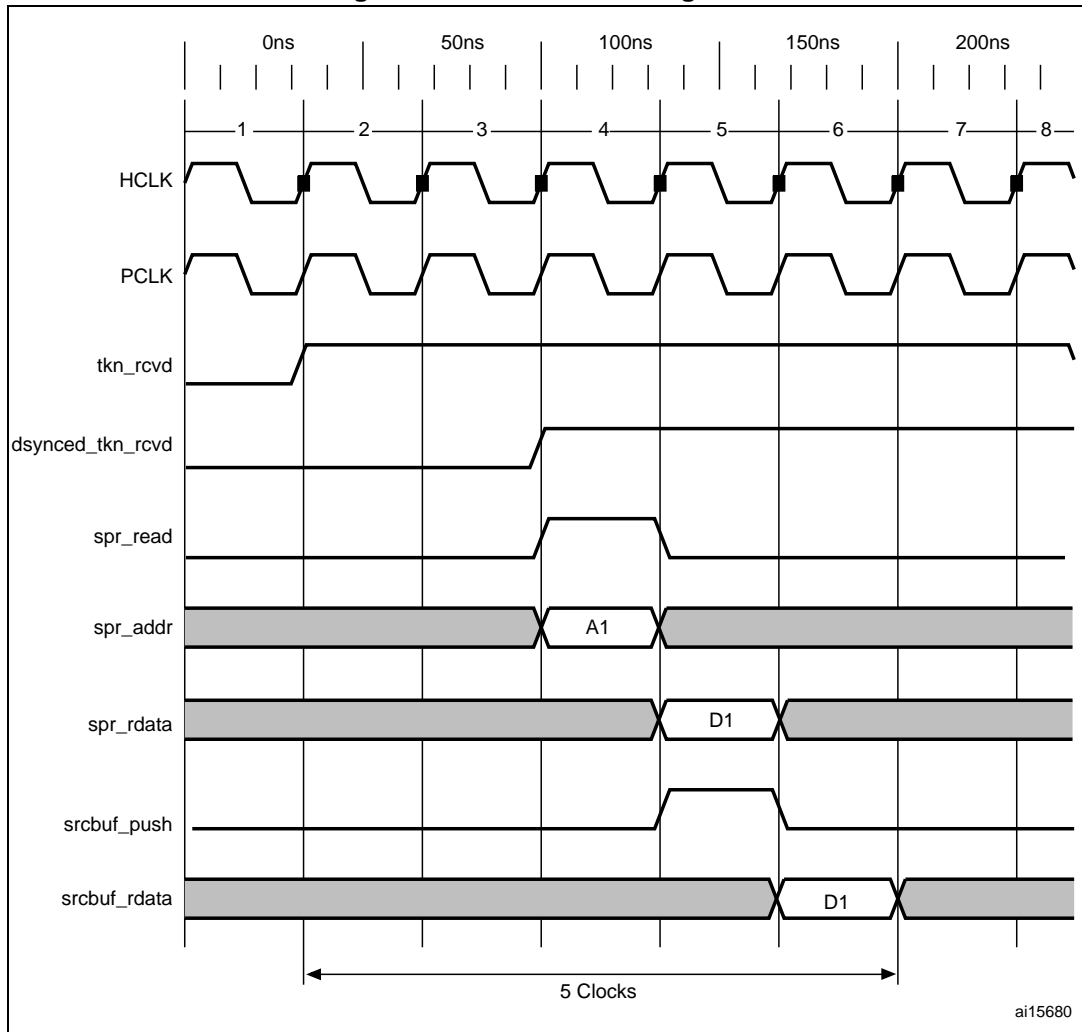 0ns 50ns 100ns 150ns 200ns
1 2 3 4 5 6 7 8
HCLK
PCLK
tkn_rcvd
dsynced_tkn_rcvd
spr_read
spr_addr A1
spr_rdata D1
srcbuf_push
srcbuf_rdata D1
5 Clocks
ai15680